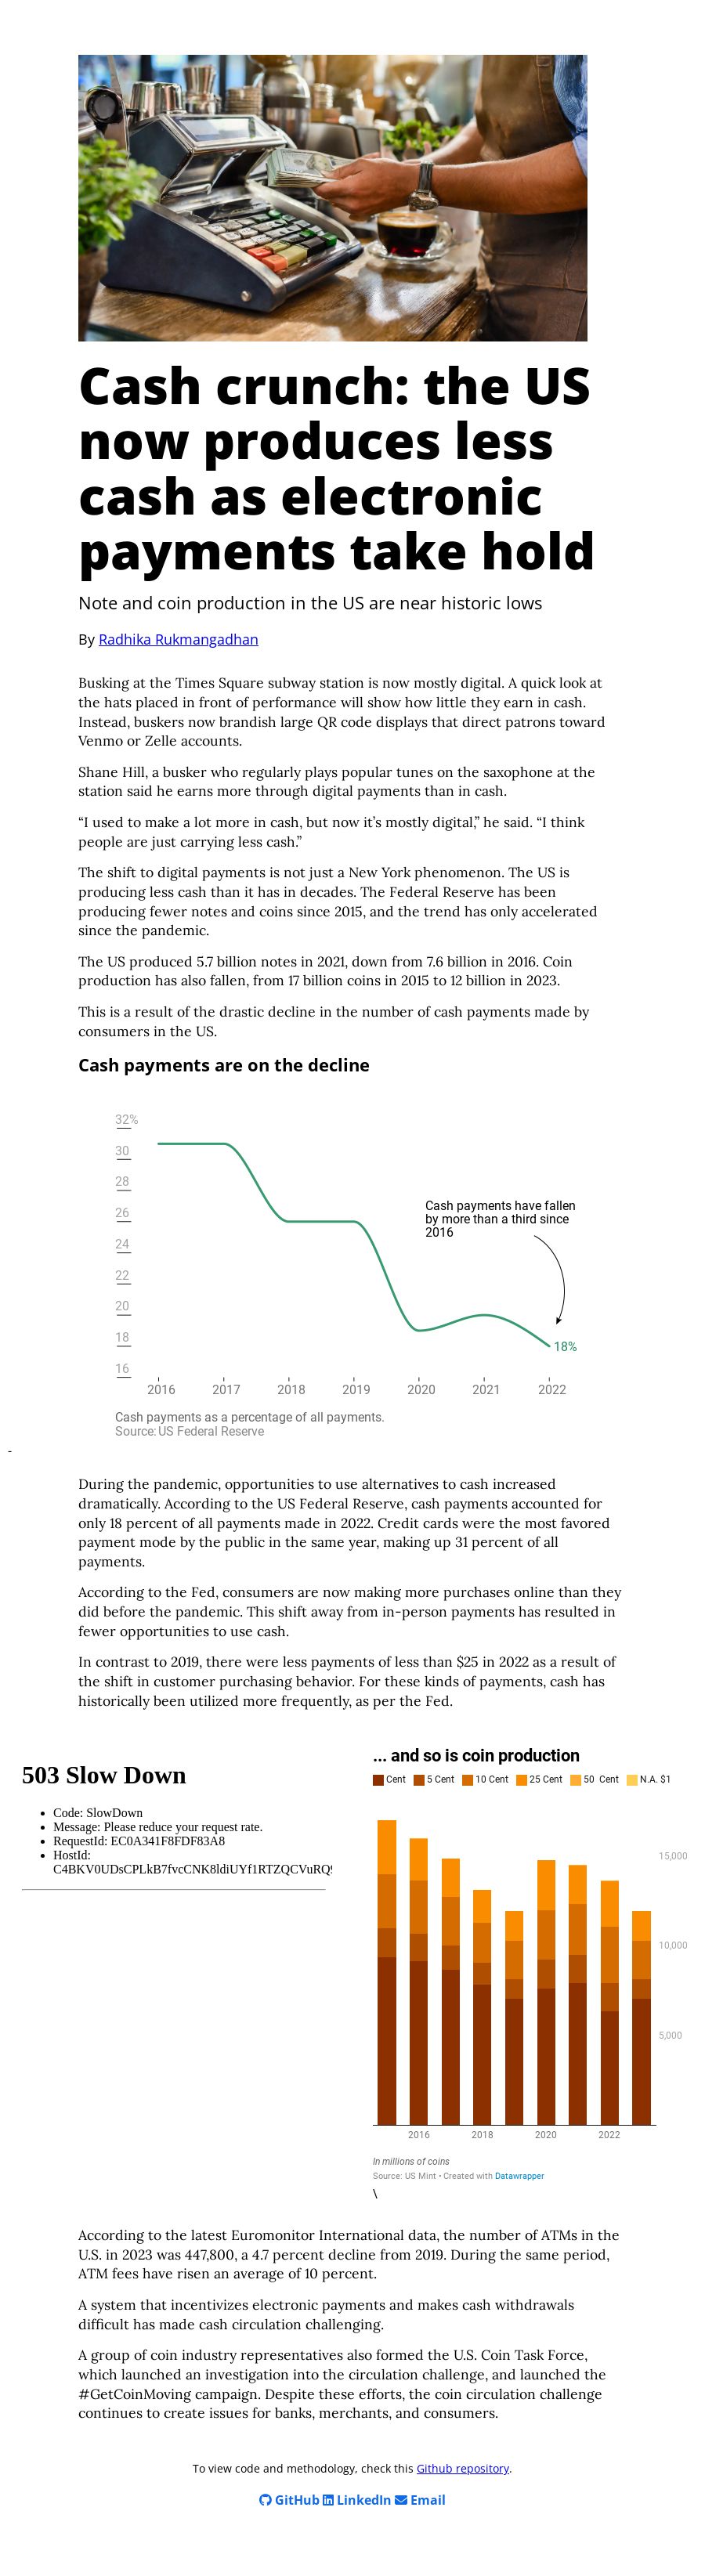 Cash crunch: the US
now produces less
cash as electronic
payments take hold
Note and coin production in the US are near historic lows
By Radhika Rukmangadhan
Busking at the Times Square subway station is now mostly digital. A quick look at
the hats placed in front of performance will show how little they earn in cash.
Instead, buskers now brandish large QR code displays that direct patrons toward
Venmo or Zelle accounts.
Shane Hill, a busker who regularly plays popular tunes on the saxophone at the
station said he earns more through digital payments than in cash.
“I used to make a lot more in cash, but now it’s mostly digital,” he said. “I think
people are just carrying less cash.”
The shift to digital payments is not just a New York phenomenon. The US is
producing less cash than it has in decades. The Federal Reserve has been
producing fewer notes and coins since 2015, and the trend has only accelerated
since the pandemic.
The US produced 5.7 billion notes in 2021, down from 7.6 billion in 2016. Coin
production has also fallen, from 17 billion coins in 2015 to 12 billion in 2023.
This is a result of the drastic decline in the number of cash payments made by
consumers in the US.
Cash payments are on the decline
32%
30
28
26
24
22
20
18
16
Cash payments have fallen
by more than a third since
2016
18%
2016 2017 2018 2019 2020 2021 2022
Cash payments as a percentage of all payments.
Source: US Federal Reserve
-
During the pandemic, opportunities to use alternatives to cash increased
dramatically. According to the US Federal Reserve, cash payments accounted for
only 18 percent of all payments made in 2022. Credit cards were the most favored
payment mode by the public in the same year, making up 31 percent of all
payments.
According to the Fed, consumers are now making more purchases online than they
did before the pandemic. This shift away from in-person payments has resulted in
fewer opportunities to use cash.
In contrast to 2019, there were less payments of less than $25 in 2022 as a result of
the shift in customer purchasing behavior. For these kinds of payments, cash has
historically been utilized more frequently, as per the Fed.
503 Slow Down
• Code: SlowDown
• Message: Please reduce your request rate.
• RequestId: EC0A341F8FDF83A8
• HostId:
C4BKV0UDsCPLkB7fvcCNK8ldiUYf1RTZQCVuRQ9
... and so is coin production
Cent 5 Cent 10 Cent 25 Cent 50 Cent N.A. $1
15,000
10,000
5,000
2016 2018 2020 2022
In millions of coins
Source: US Mint • Created with Datawrapper
\
According to the latest Euromonitor International data, the number of ATMs in the
U.S. in 2023 was 447,800, a 4.7 percent decline from 2019. During the same period,
ATM fees have risen an average of 10 percent.
A system that incentivizes electronic payments and makes cash withdrawals
difficult has made cash circulation challenging.
A group of coin industry representatives also formed the U.S. Coin Task Force,
which launched an investigation into the circulation challenge, and launched the
#GetCoinMoving campaign. Despite these efforts, the coin circulation challenge
continues to create issues for banks, merchants, and consumers.
To view code and methodology, check this Github repository.
GitHub LinkedIn Email